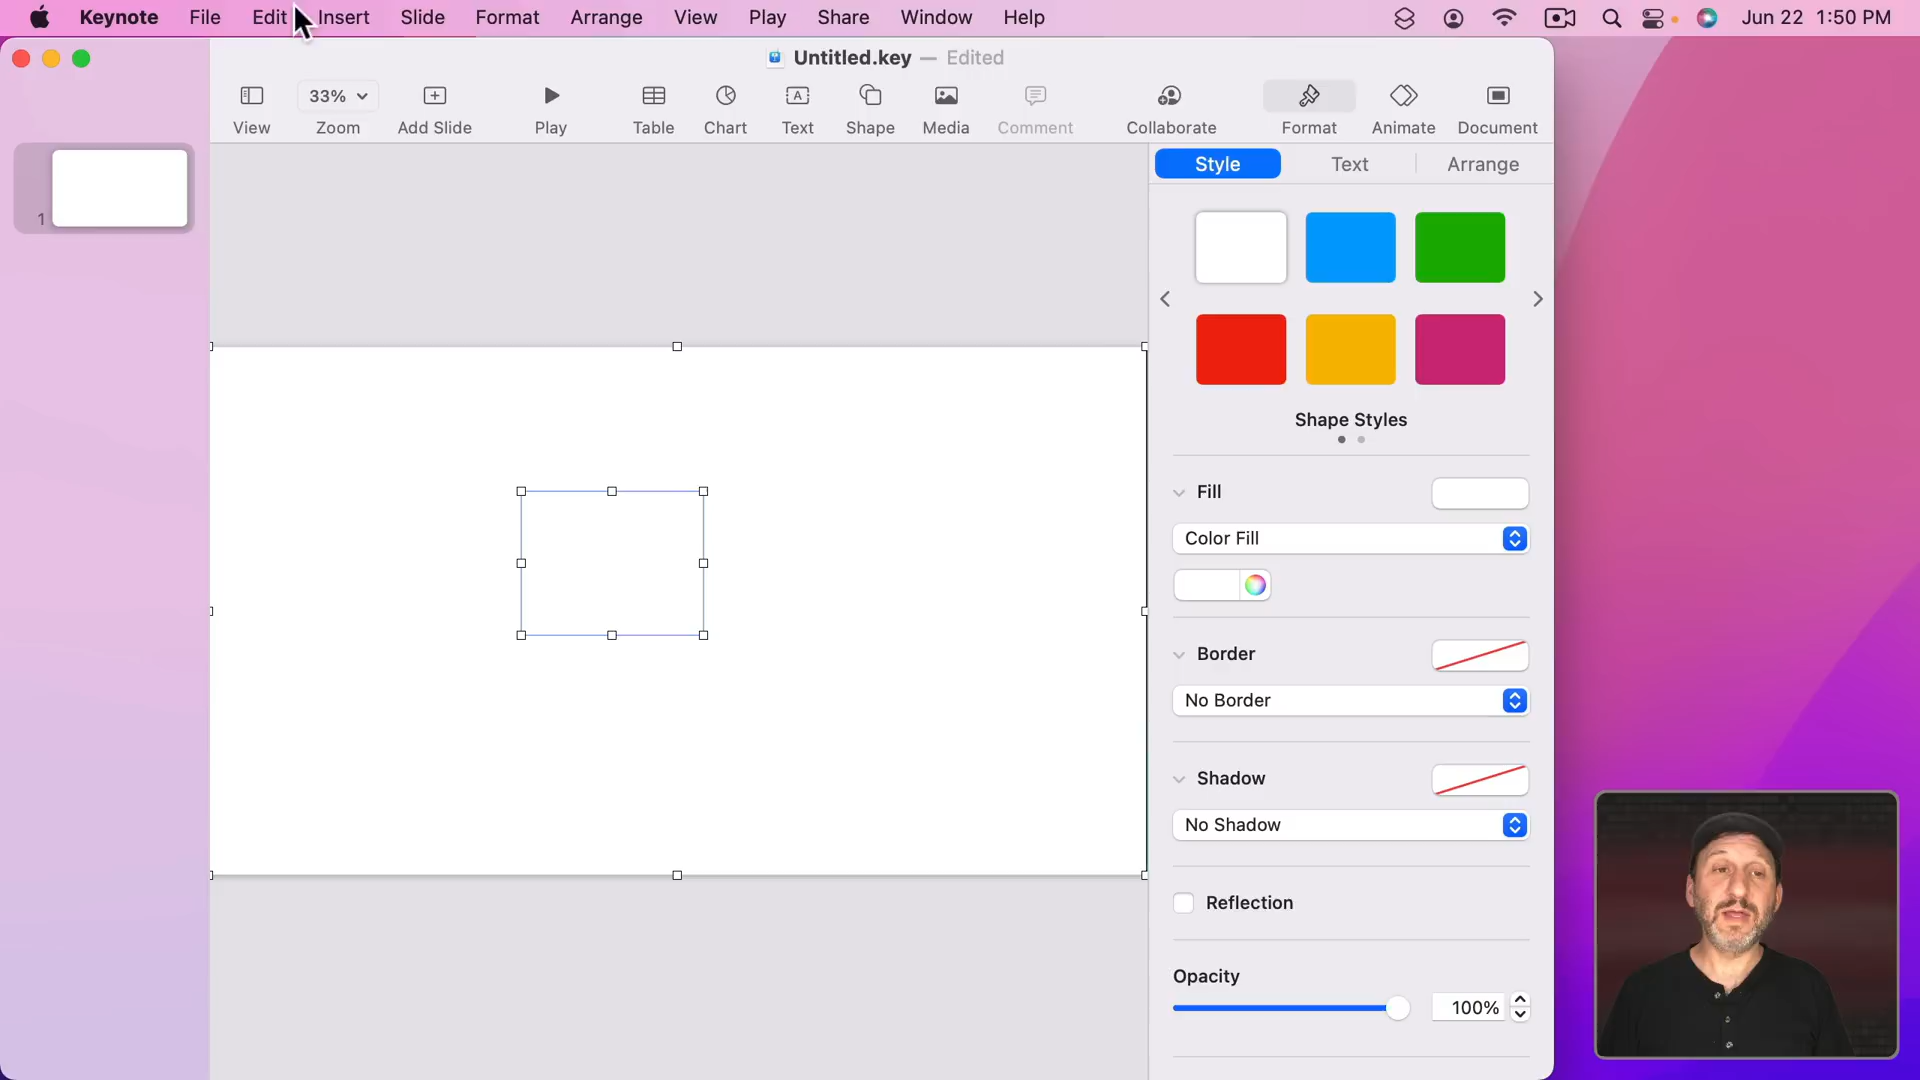 Keynote File Edit Insert Slide Format Arrange View Play Share Window Help Jun 22 1:50 PM
Untitled.key — Edited
33%
View Zoom Add Slide Play Table Chart Text Shape Media Comment Collaborate Format Animate Document
Style Text Arrange
1
Shape Styles
Fill
Color Fill
Border
No Border
Shadow
No Shadow
Reflection
Opacity
100%